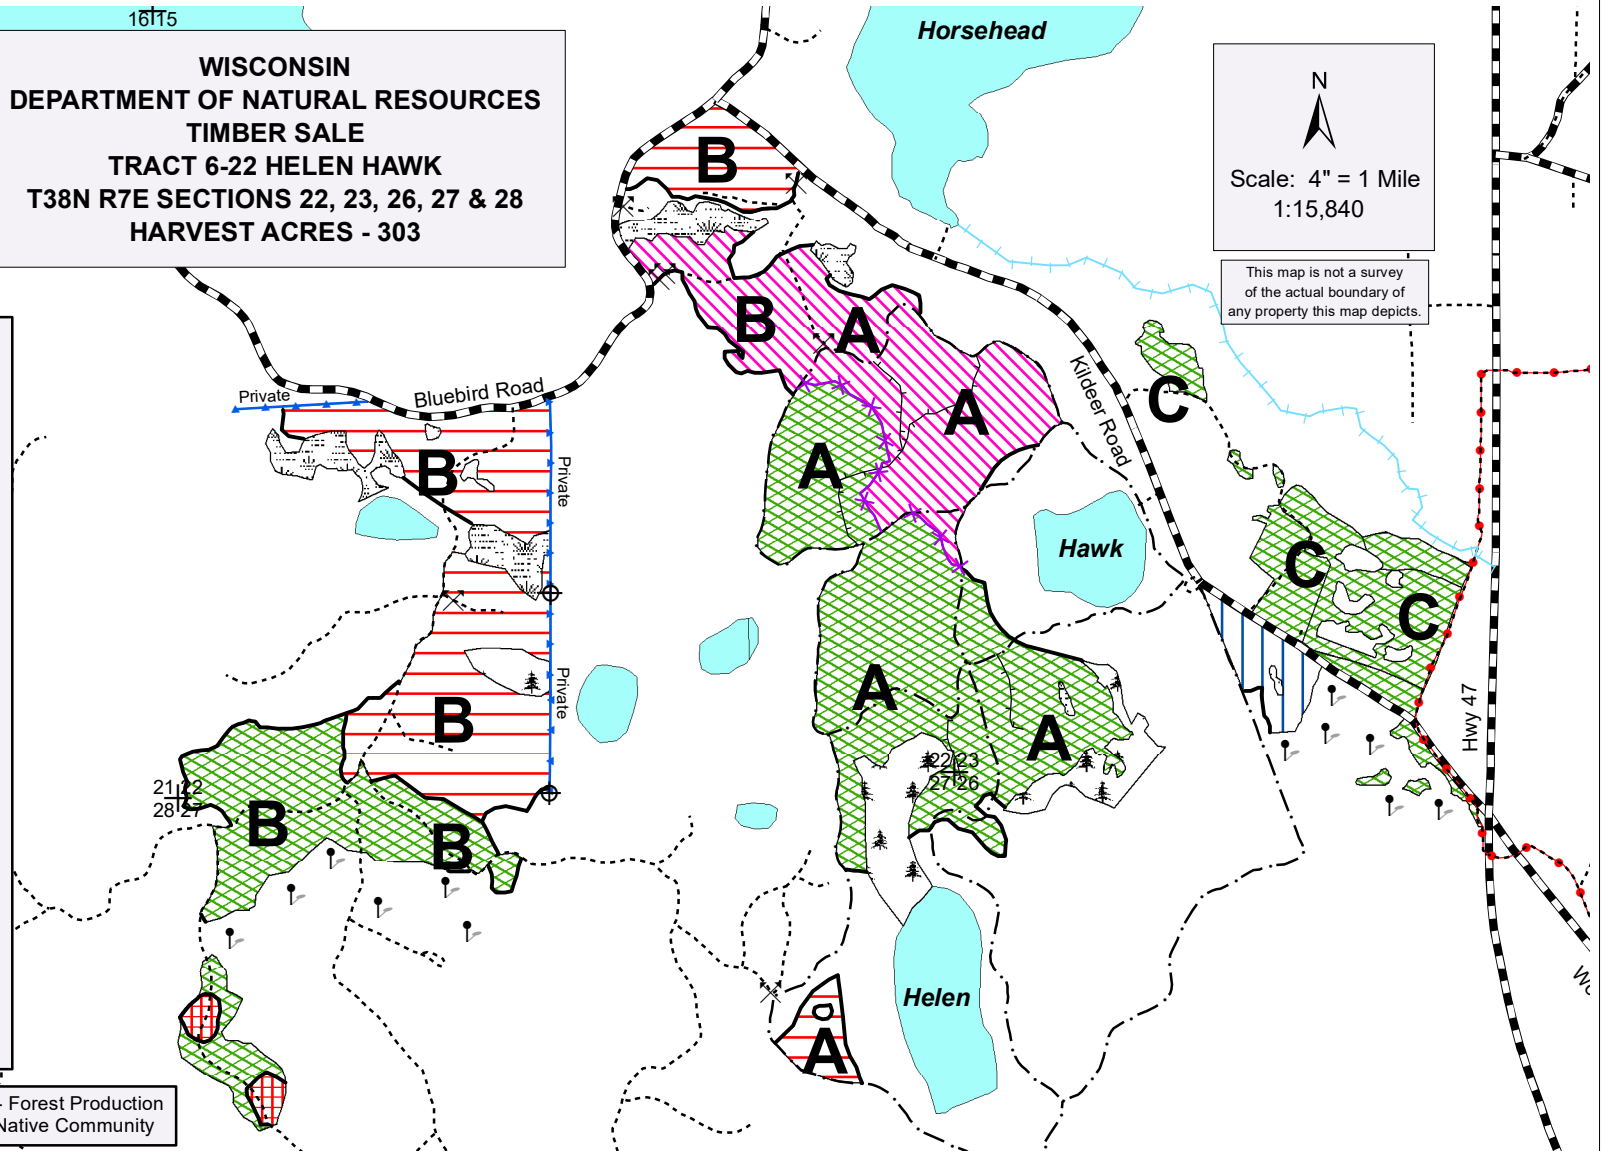 16 15
Horsehead
WISCONSIN
DEPARTMENT OF NATURAL RESOURCES
TIMBER SALE
TRACT 6-22 HELEN HAWK
T38N R7E SECTIONS 22, 23, 26, 27 & 28
HARVEST ACRES - 303
N
Scale: 4" = 1 Mile
1:15,840
This map is not a survey
of the actual boundary of
any property this map depicts.
B
B
A
A
A
Kildeer Road
C
Private
Bluebird Road
B
Private
Hawk
C
C
Private
B
A
A
Hwy 47
22 23
27 26
21 22
28 27
B
B
Helen
A
- Forest Production
Native Community